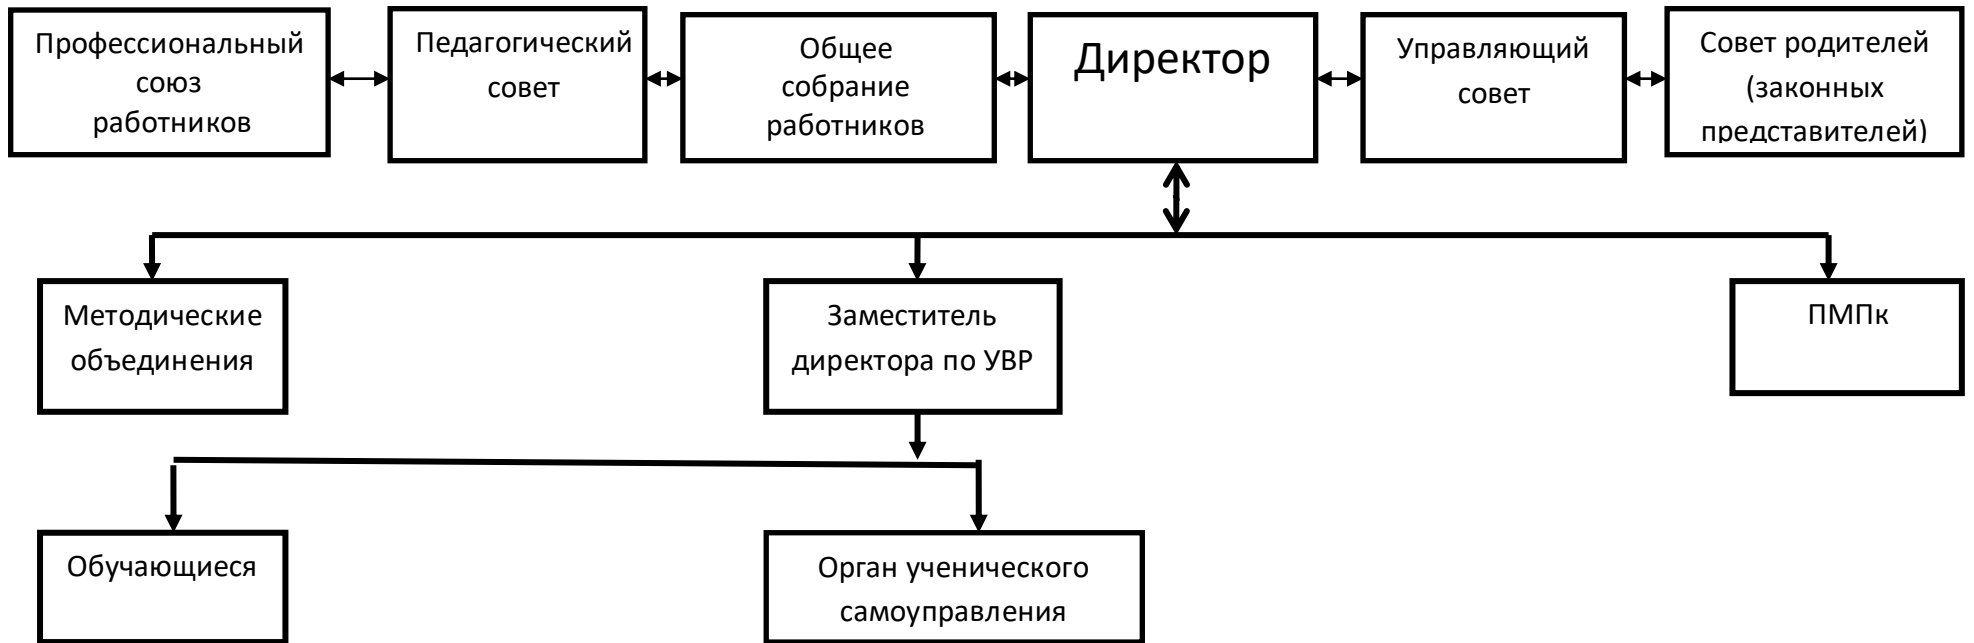 Профессиональный
союз
работников
Педагогический
совет
Общее
собрание
работников
Директор
Управляющий
совет
Совет родителей
(законных
представителей)
Методические
объединения
Заместитель
директора по УВР
ПМПк
Обучающиеся
Орган ученического
самоуправления